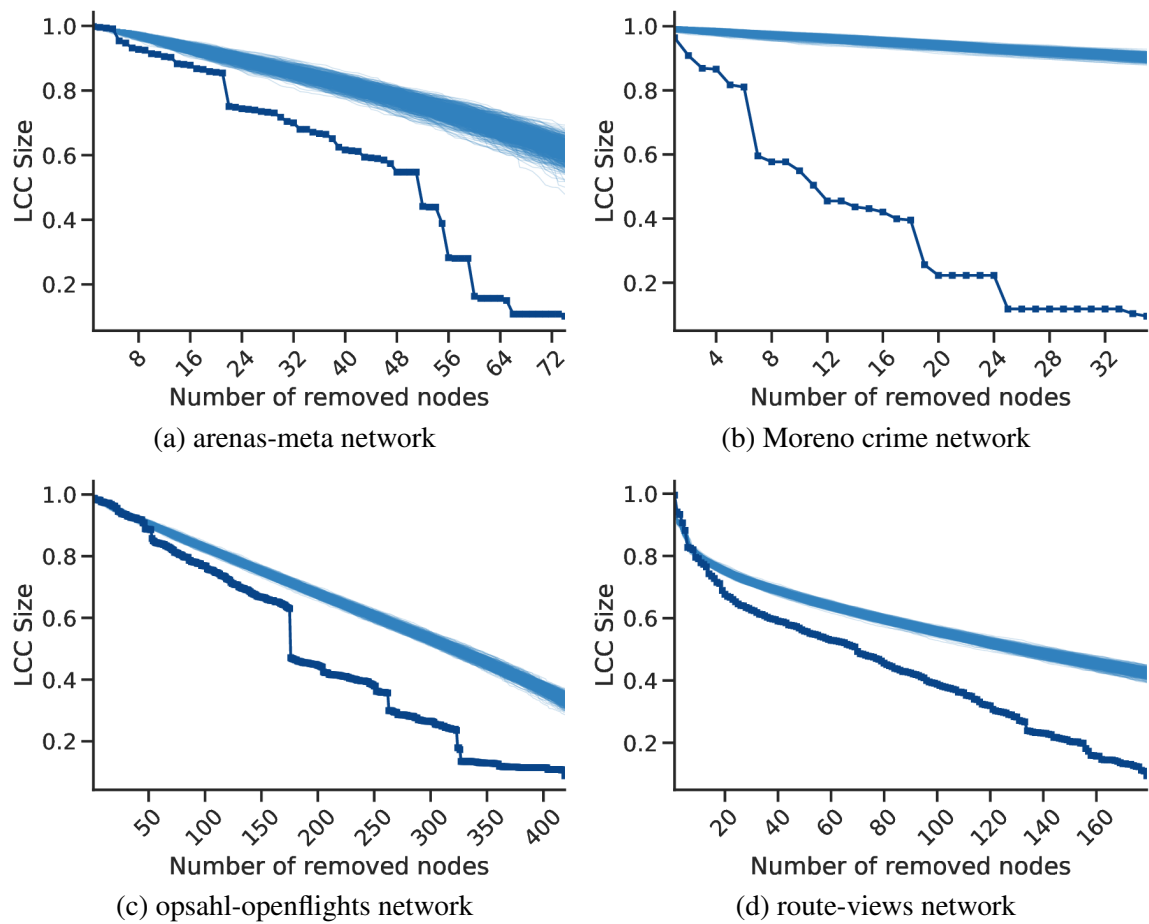 1.0
0.8
0.6
0.4
0.2
LCC Size
8 16 24 32 40 48 56 64 72
Number of removed nodes
(a) arenas-meta network
1.0
0.8
0.6
0.4
0.2
LCC Size
4 8 12 16 20 24 28 32
Number of removed nodes
(b) Moreno crime network
1.0
0.8
0.6
0.4
0.2
LCC Size
50 100 150 200 250 300 350 400
Number of removed nodes
(c) opsahl-openflights network
1.0
0.8
0.6
0.4
0.2
LCC Size
20 40 60 80 100 120 140 160
Number of removed nodes
(d) route-views network